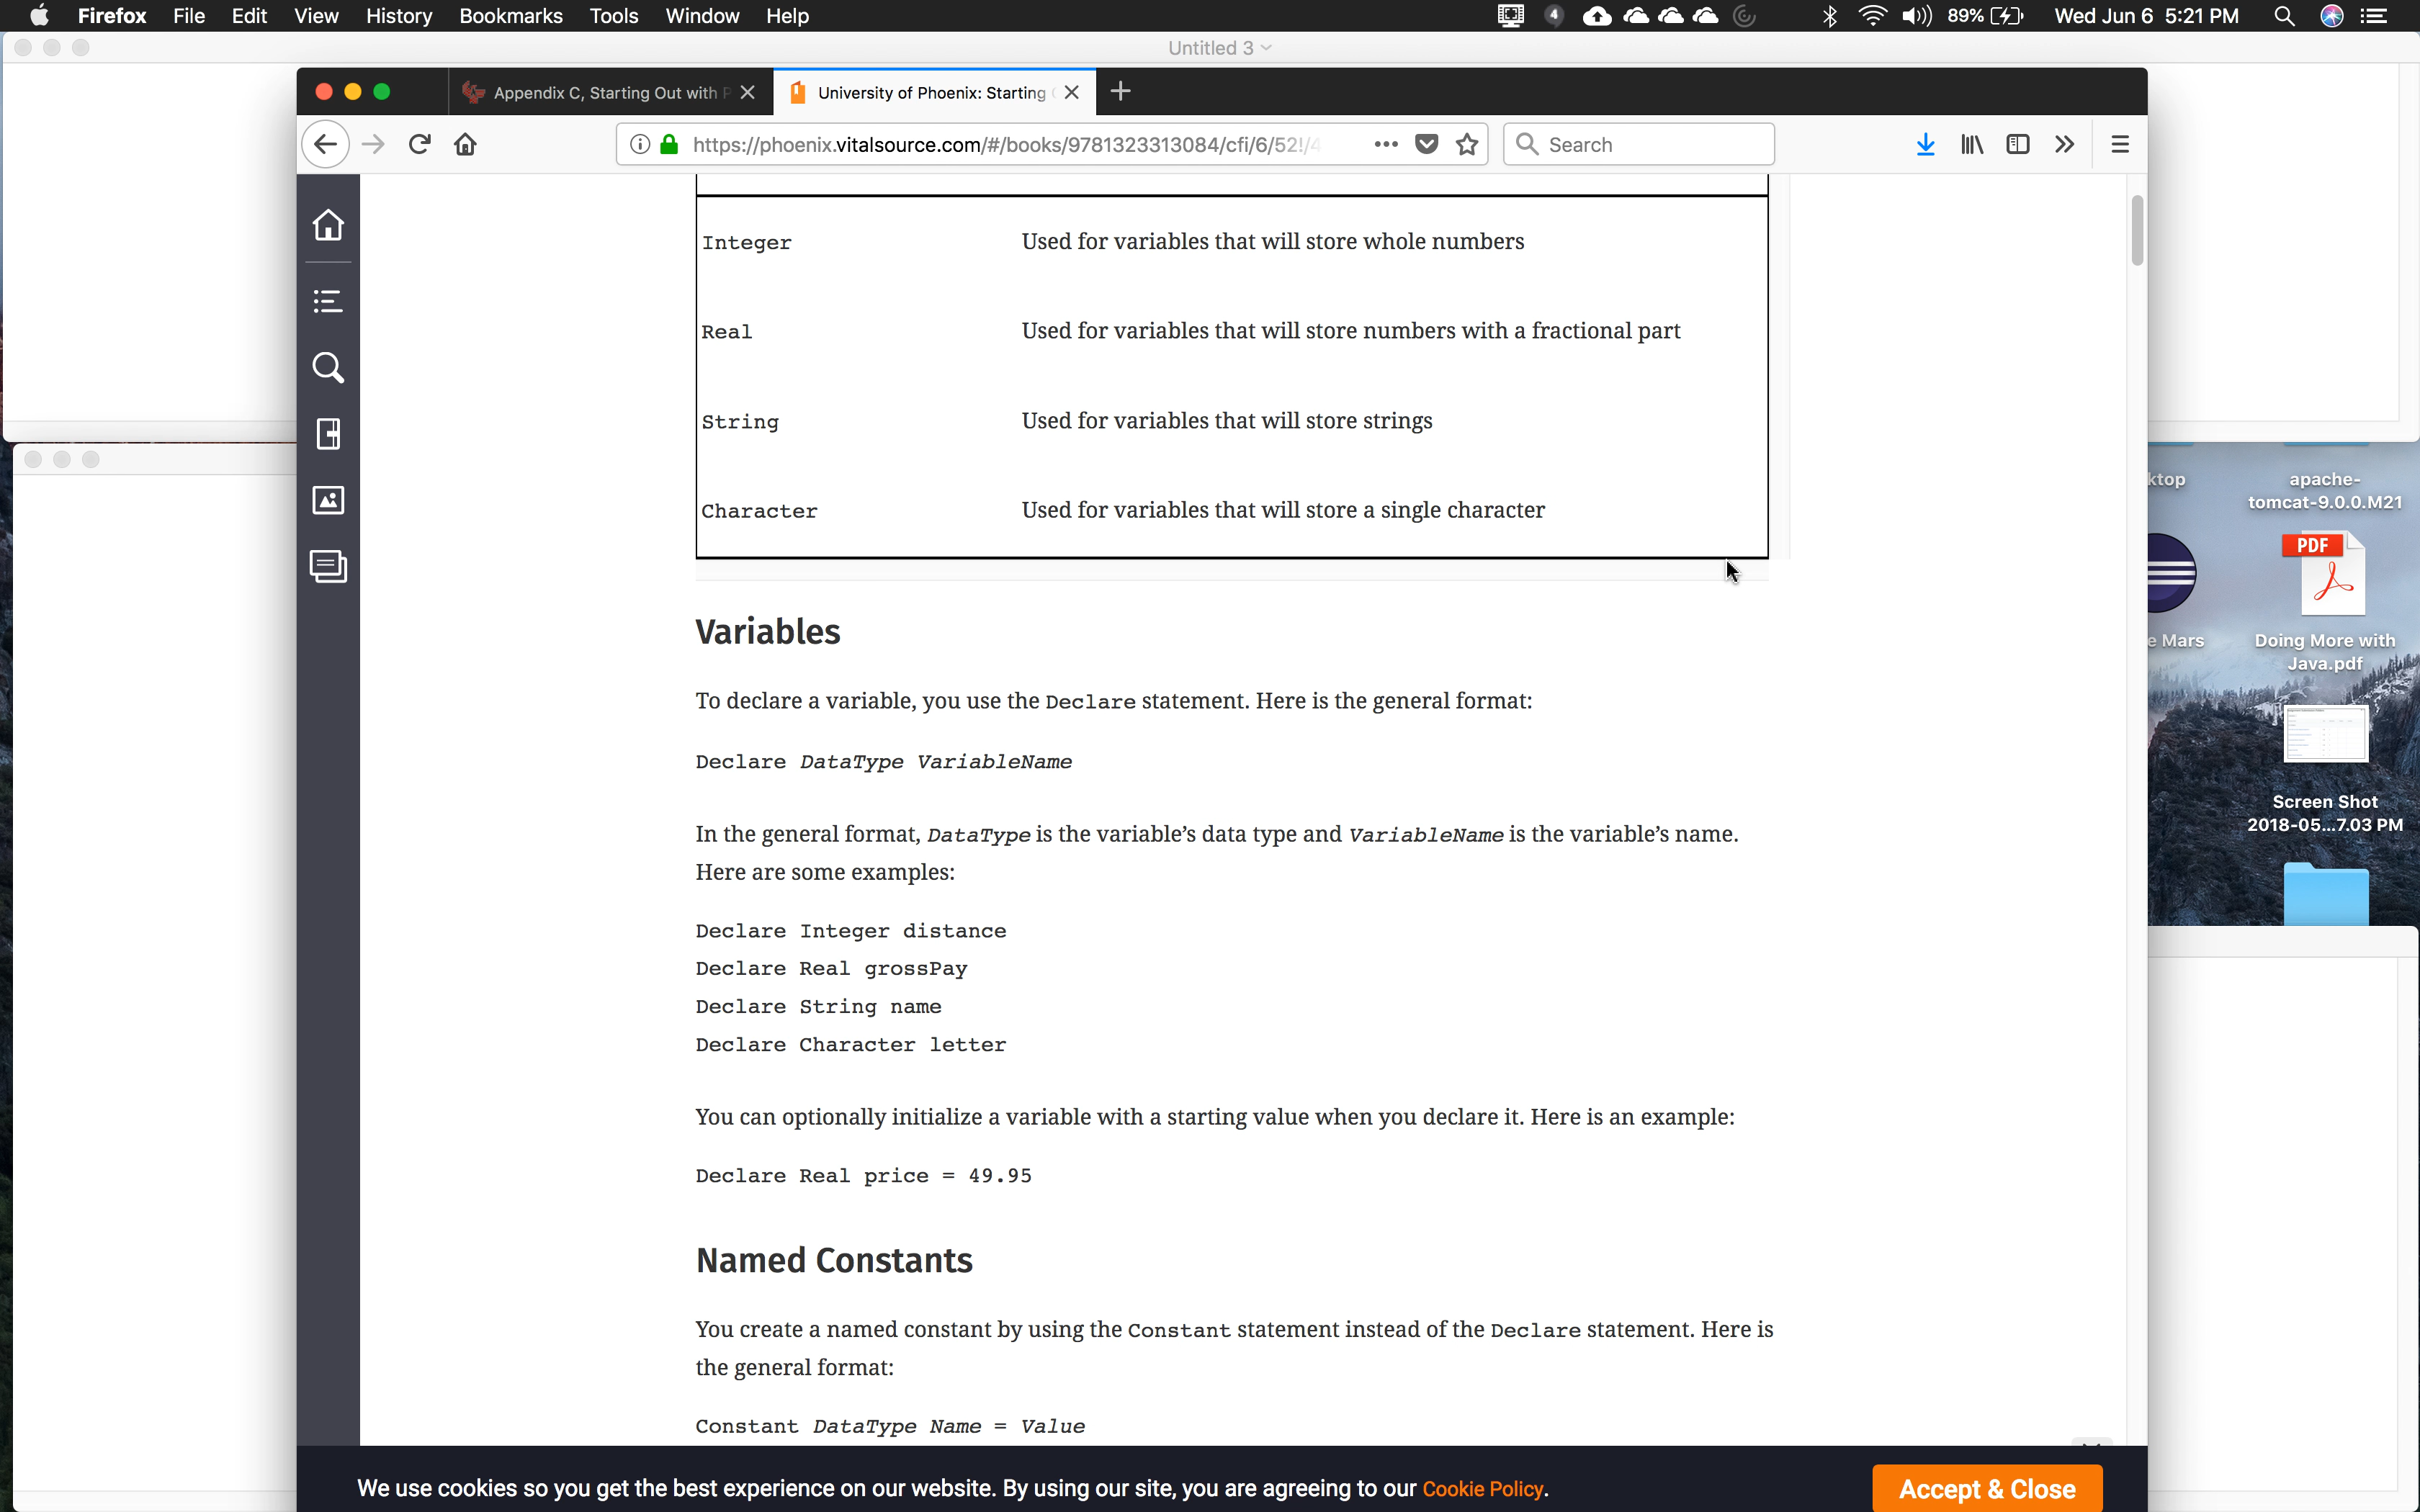 Firefox File Edit View History Bookmarks Tools Window Help
4
89%
Wed Jun 6 5:21 PM
Untitled 3
Appendix C, Starting Out with P
University of Phoenix: Starting
https://phoenix.vitalsource.com/#/books/9781323313084/cfi/6/52!/4
Search
Integer Used for variables that will store whole numbers
Real Used for variables that will store numbers with a fractional part
String Used for variables that will store strings
Character Used for variables that will store a single character
Variables
To declare a variable, you use the Declare statement. Here is the general format:
Declare DataType VariableName
In the general format, DataType is the variable’s data type and VariableName is the variable’s name.
Here are some examples:
Declare Integer distance
Declare Real grossPay
Declare String name
Declare Character letter
You can optionally initialize a variable with a starting value when you declare it. Here is an example:
Declare Real price = 49.95
Named Constants
You create a named constant by using the Constant statement instead of the Declare statement. Here is
the general format:
Constant DataType Name = Value
We use cookies so you get the best experience on our website. By using our site, you are agreeing to our Cookie Policy.
Accept & Close
ktop
apache-
tomcat-9.0.0.M21
PDF
e Mars
Doing More with
Java.pdf
Screen Shot
2018-05...7.03 PM